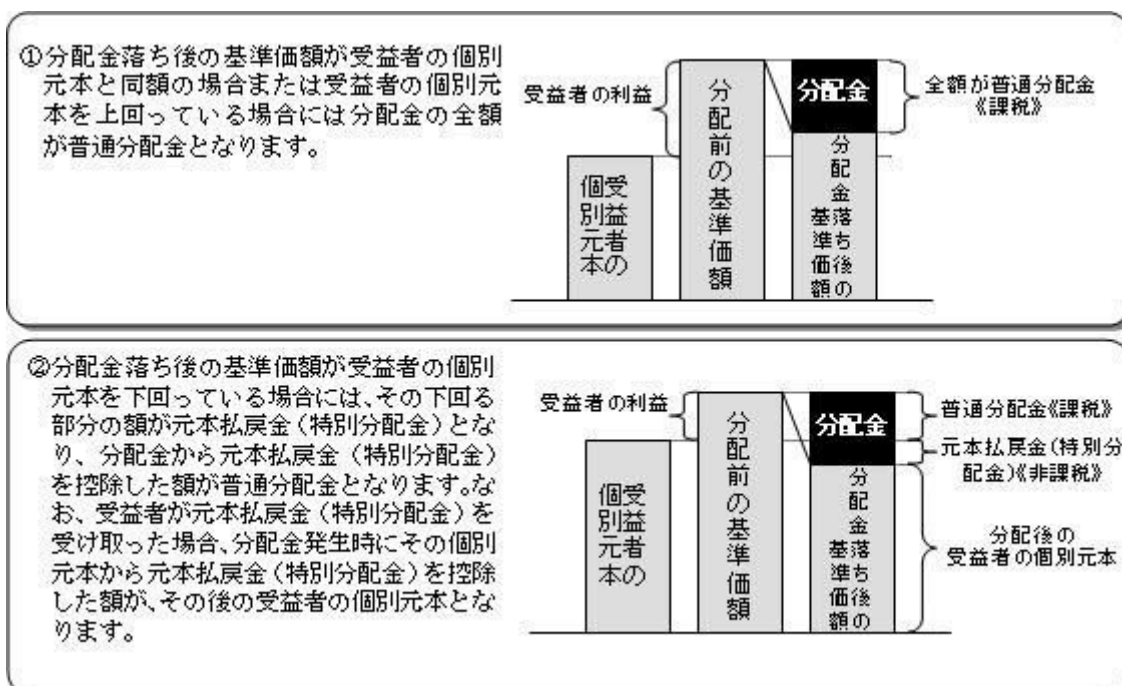 ①分配金落ち後の基準価額が受益者の個別
元本と同額の場合または受益者の個別元
本を上回っている場合には分配金の全額
が普通分配金となります。
受益者の利益
個別元本
受益者の
分配前の基準価額
分配金
分配金落ち後の
基準価額
全額が普通分配金
《課税》
②分配金落ち後の基準価額が受益者の個別
元本を下回っている場合には、その下回る
部分の額が元本払戻金（特別分配金）とな
り、分配金から元本払戻金（特別分配金）
を控除した額が普通分配金となります。な
お、受益者が元本払戻金（特別分配金）を
受け取った場合、分配金発生時にその個別
元本から元本払戻金（特別分配金）を控除
した額が、その後の受益者の個別元本とな
ります。
受益者の利益
受益者の
個別元本
分配前の基準価額
分配金
分配金落ち後の
基準価額
普通分配金《課税》
元本払戻金(特別分
配金)《非課税》
分配後の
受益者の個別元本